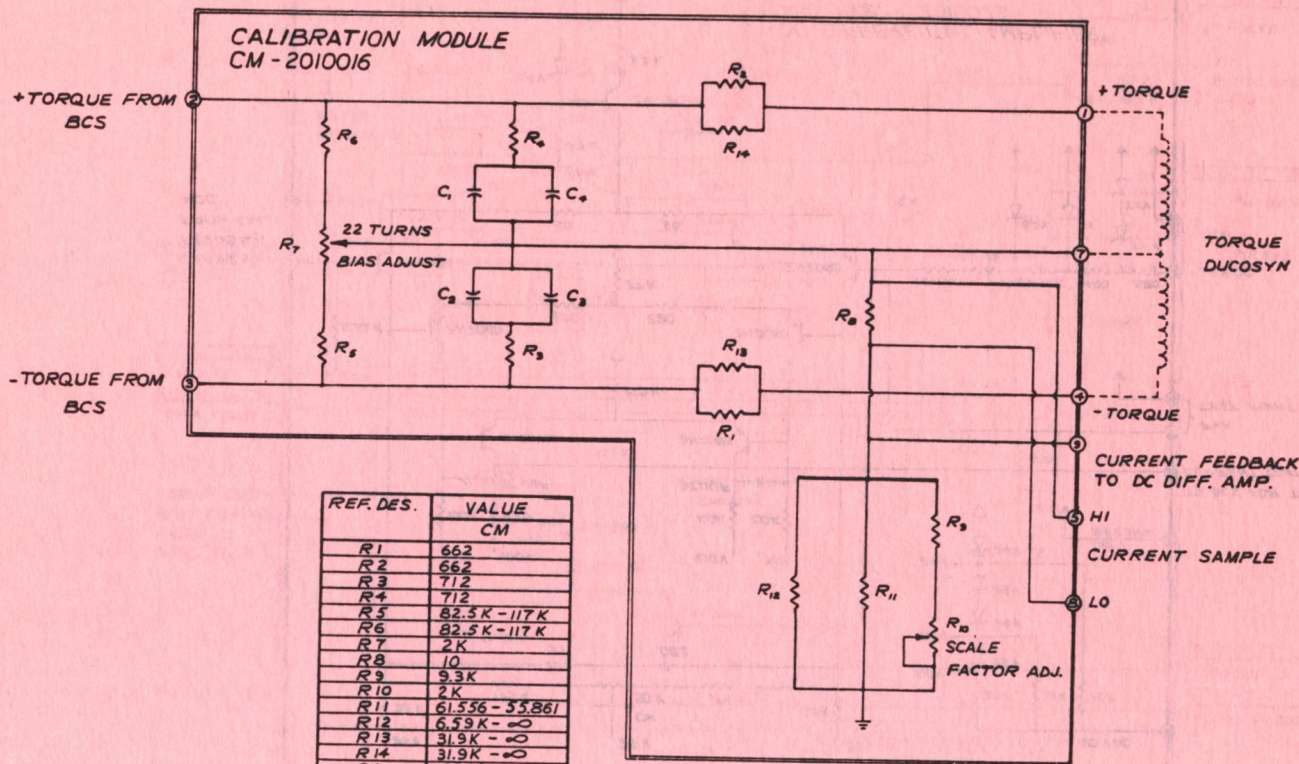 CALIBRATION MODULE
CM-2010016
+TORQUE FROM
BCS
2
R6
R4
R2
R14
1
+TORQUE
C1
C4
R7
22 TURNS
BIAS ADJUST
7
TORQUE
DUCOSYN
C2
C3
R8
R5
R3
R13
R1
-TORQUE FROM
BCS
3
4
-TORQUE
9
CURRENT FEEDBACK
TO DC DIFF. AMP.
5
HI
CURRENT SAMPLE
8
LO
R12
R11
R9
R10
SCALE
FACTOR ADJ.
REF. DES. VALUE
CM
R1 662
R2 662
R3 712
R4 712
R5 82.5K-117K
R6 82.5K-117K
R7 2K
R8 10
R9 9.3K
R10 2K
R11 61.556-55.861
R12 6.59K-∞
R13 31.9K-∞
R14 31.9K-∞